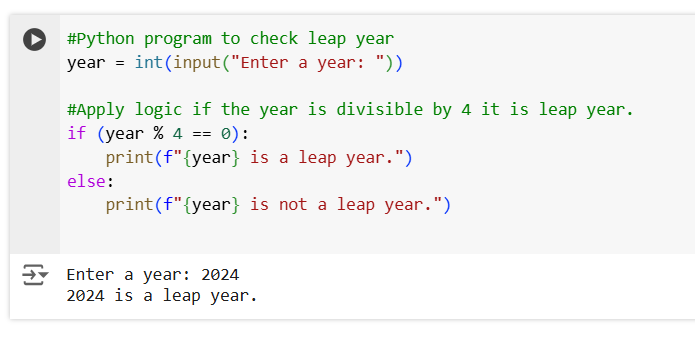 #Python program to check leap year
year = int(input("Enter a year: "))
#Apply logic if the year is divisible by 4 it is leap year.
if (year % 4 == 0):
    print(f"{year} is a leap year.")
else:
    print(f"{year} is not a leap year.")
Enter a year: 2024
2024 is a leap year.